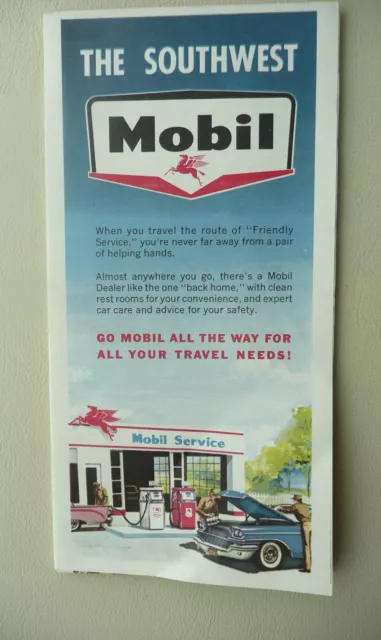 THE SOUTHWEST
Mobil
When you travel the route of "Friendly
Service," you're never far away from a pair
of helping hands.
Almost anywhere you go, there's a Mobil
Dealer like the one "back home," with clean
rest rooms for your convenience, and expert
car care and advice for your safety.
GO MOBIL ALL THE WAY FOR
ALL YOUR TRAVEL NEEDS!
Mobil Service